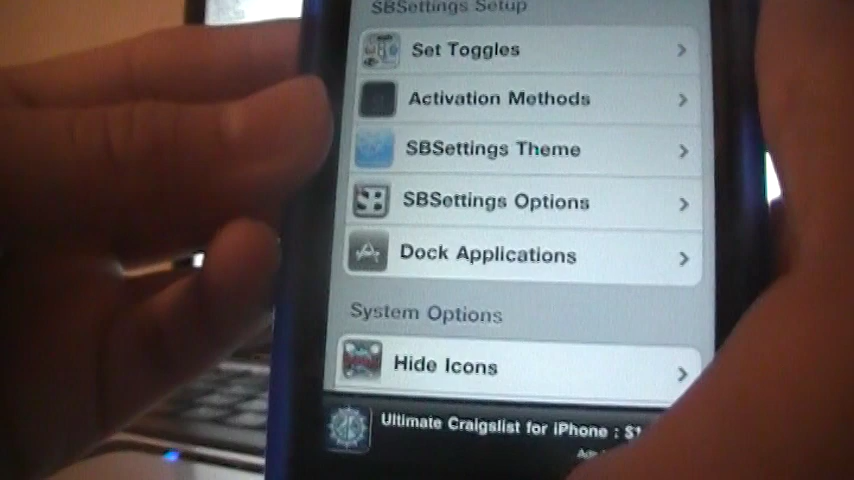 SBSettings Setup
Set Toggles
Activation Methods
SBSettings Theme
SBSettings Options
Dock Applications
System Options
Hide Icons
Ultimate Craigslist for iPhone : $1